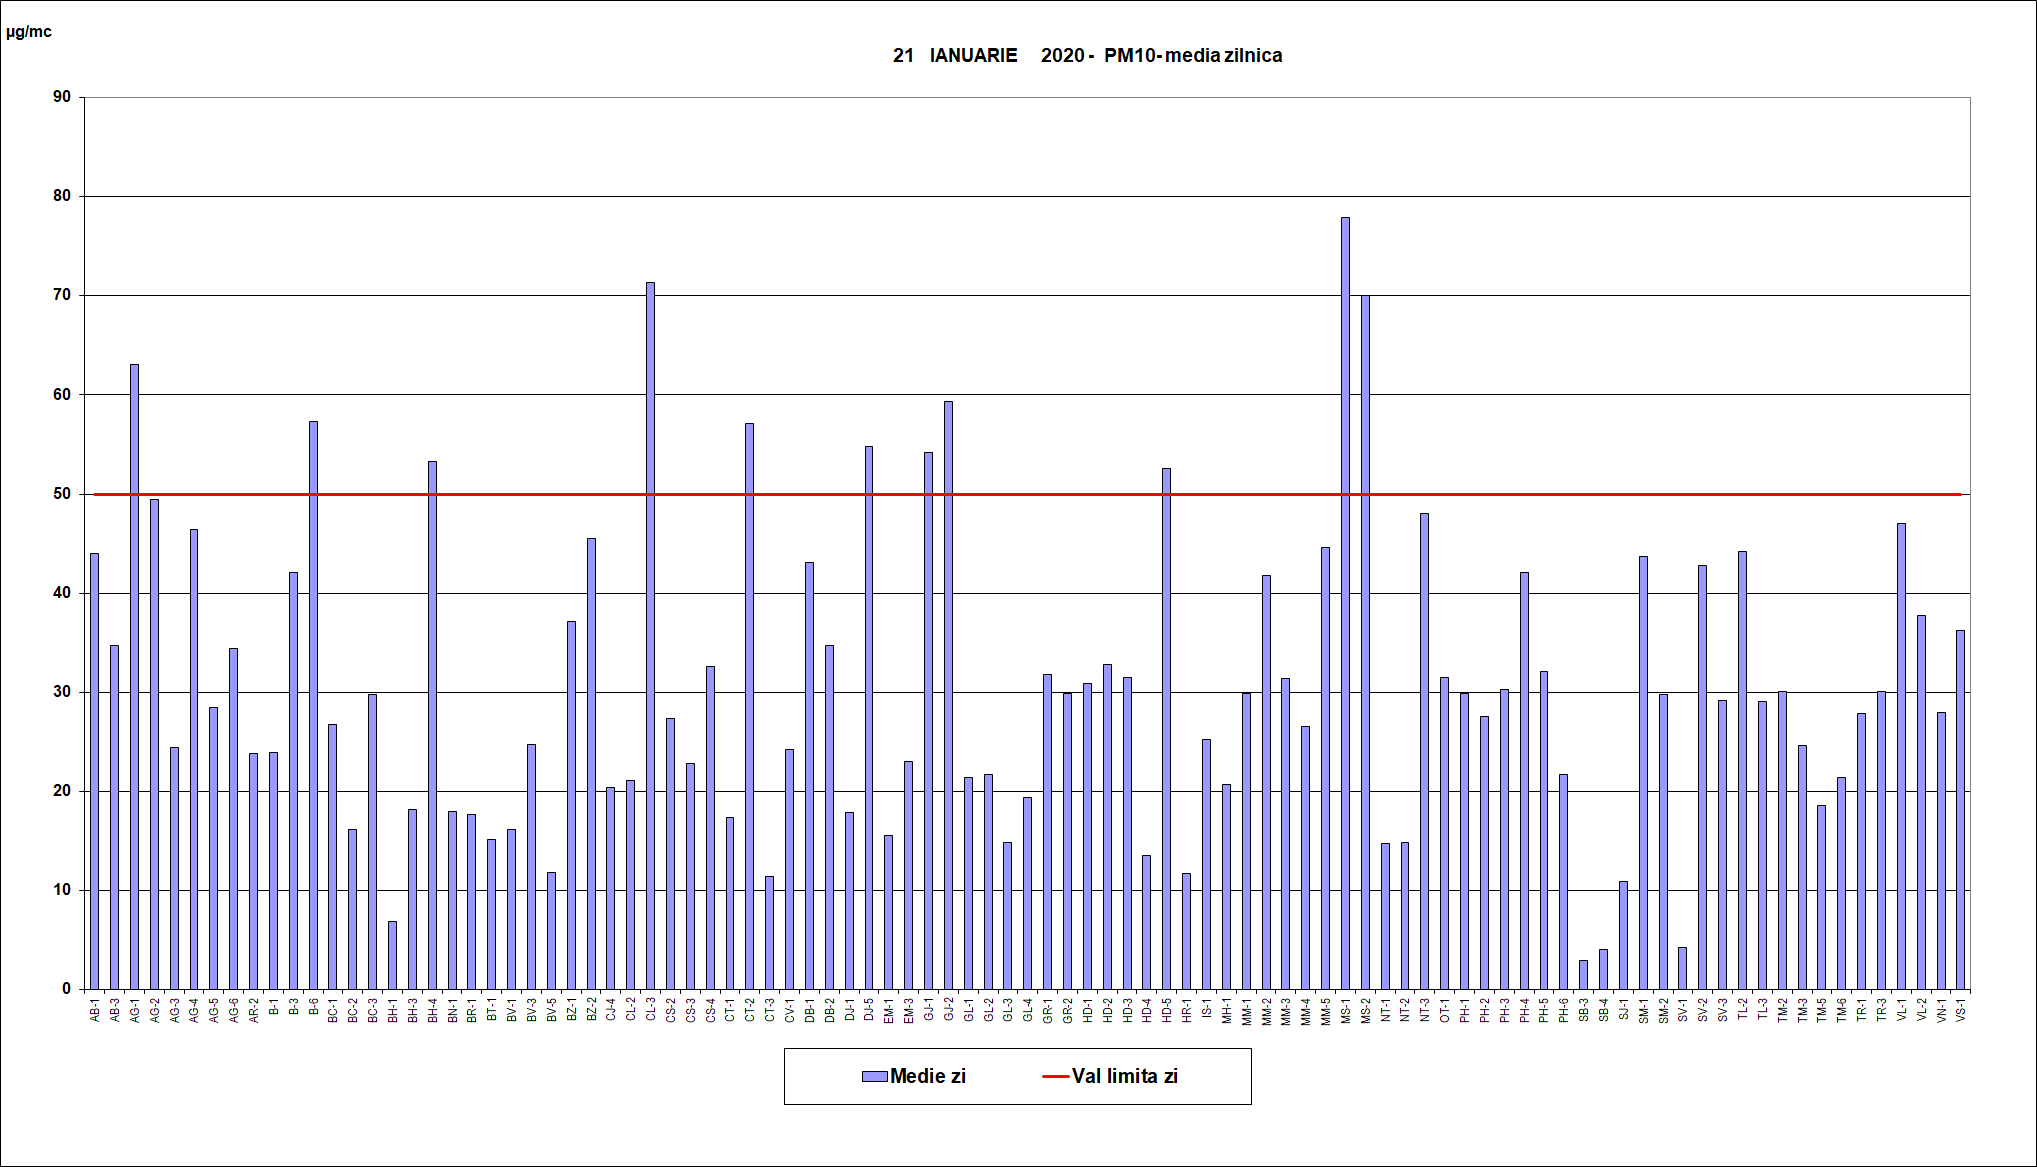 µg/mc
21 IANUARIE 2020 - PM10- media zilnica
90
80
70
60
50
40
30
20
10
0
AB-1 AB-3 AG-1 AG-2 AG-3 AG-4 AG-5 AG-6 AR-2 B-1 B-3 B-6 BC-1 BC-2 BC-3 BH-1 BH-3 BH-4 BN-1 BR-1 BT-1 BV-1 BV-3 BV-5 BZ-1 BZ-2 CJ-4 CL-2 CL-3 CS-2 CS-3 CS-4 CT-1 CT-2 CT-3 CV-1 DB-1 DB-2 DJ-1 DJ-5 EM-1 EM-3 GJ-1 GJ-2 GL-1 GL-2 GL-3 GL-4 GR-1 GR-2 HD-1 HD-2 HD-3 HD-4 HD-5 HR-1 IS-1 MH-1 MM-1 MM-2 MM-3 MM-4 MM-5 MS-1 MS-2 NT-1 NT-2 NT-3 OT-1 PH-1 PH-2 PH-3 PH-4 PH-5 PH-6 SB-3 SB-4 SJ-1 SM-1 SM-2 SV-1 SV-2 SV-3 TL-2 TL-3 TM-2 TM-3 TM-5 TM-6 TR-1 TR-3 VL-1 VL-2 VN-1 VS-1
Medie zi Val limita zi